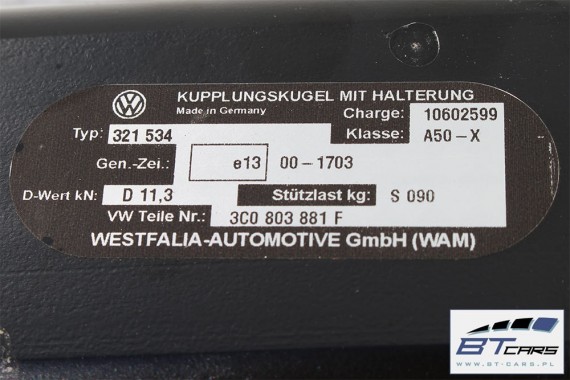 KUPPLUNGSKUGEL MIT HALTERUNG
Made in Germany
Charge: 10602599
Typ: 321 534 Klasse: A50-X
Gen.-Zei.: e13 00-1703
D-Wert kN: D 11,3 Stützlast kg: S 090
VW Teile Nr.: 3C0 803 881 F
WESTFALIA-AUTOMOTIVE GmbH (WAM)
BT CARS
WWW.BT-CARS.PL